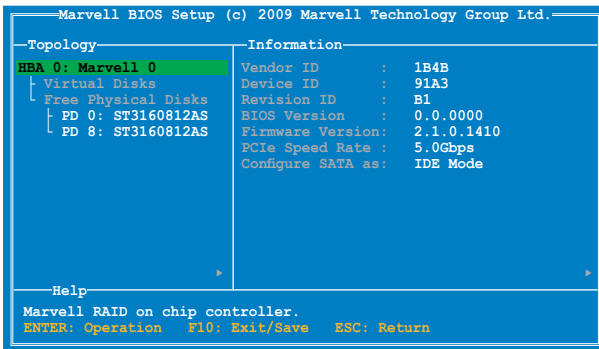 Marvell BIOS Setup (c) 2009 Marvell Technology Group Ltd.
Topology
HBA 0: Marvell 0
Virtual Disks
Free Physical Disks
PD 0: ST3160812AS
PD 8: ST3160812AS
Information
Vendor ID : 1B4B
Device ID : 91A3
Revision ID : B1
BIOS Version : 0.0.0000
Firmware Version: 2.1.0.1410
PCIe Speed Rate : 5.0Gbps
Configure SATA as: IDE Mode
Help
Marvell RAID on chip controller.
ENTER: Operation F10: Exit/Save ESC: Return